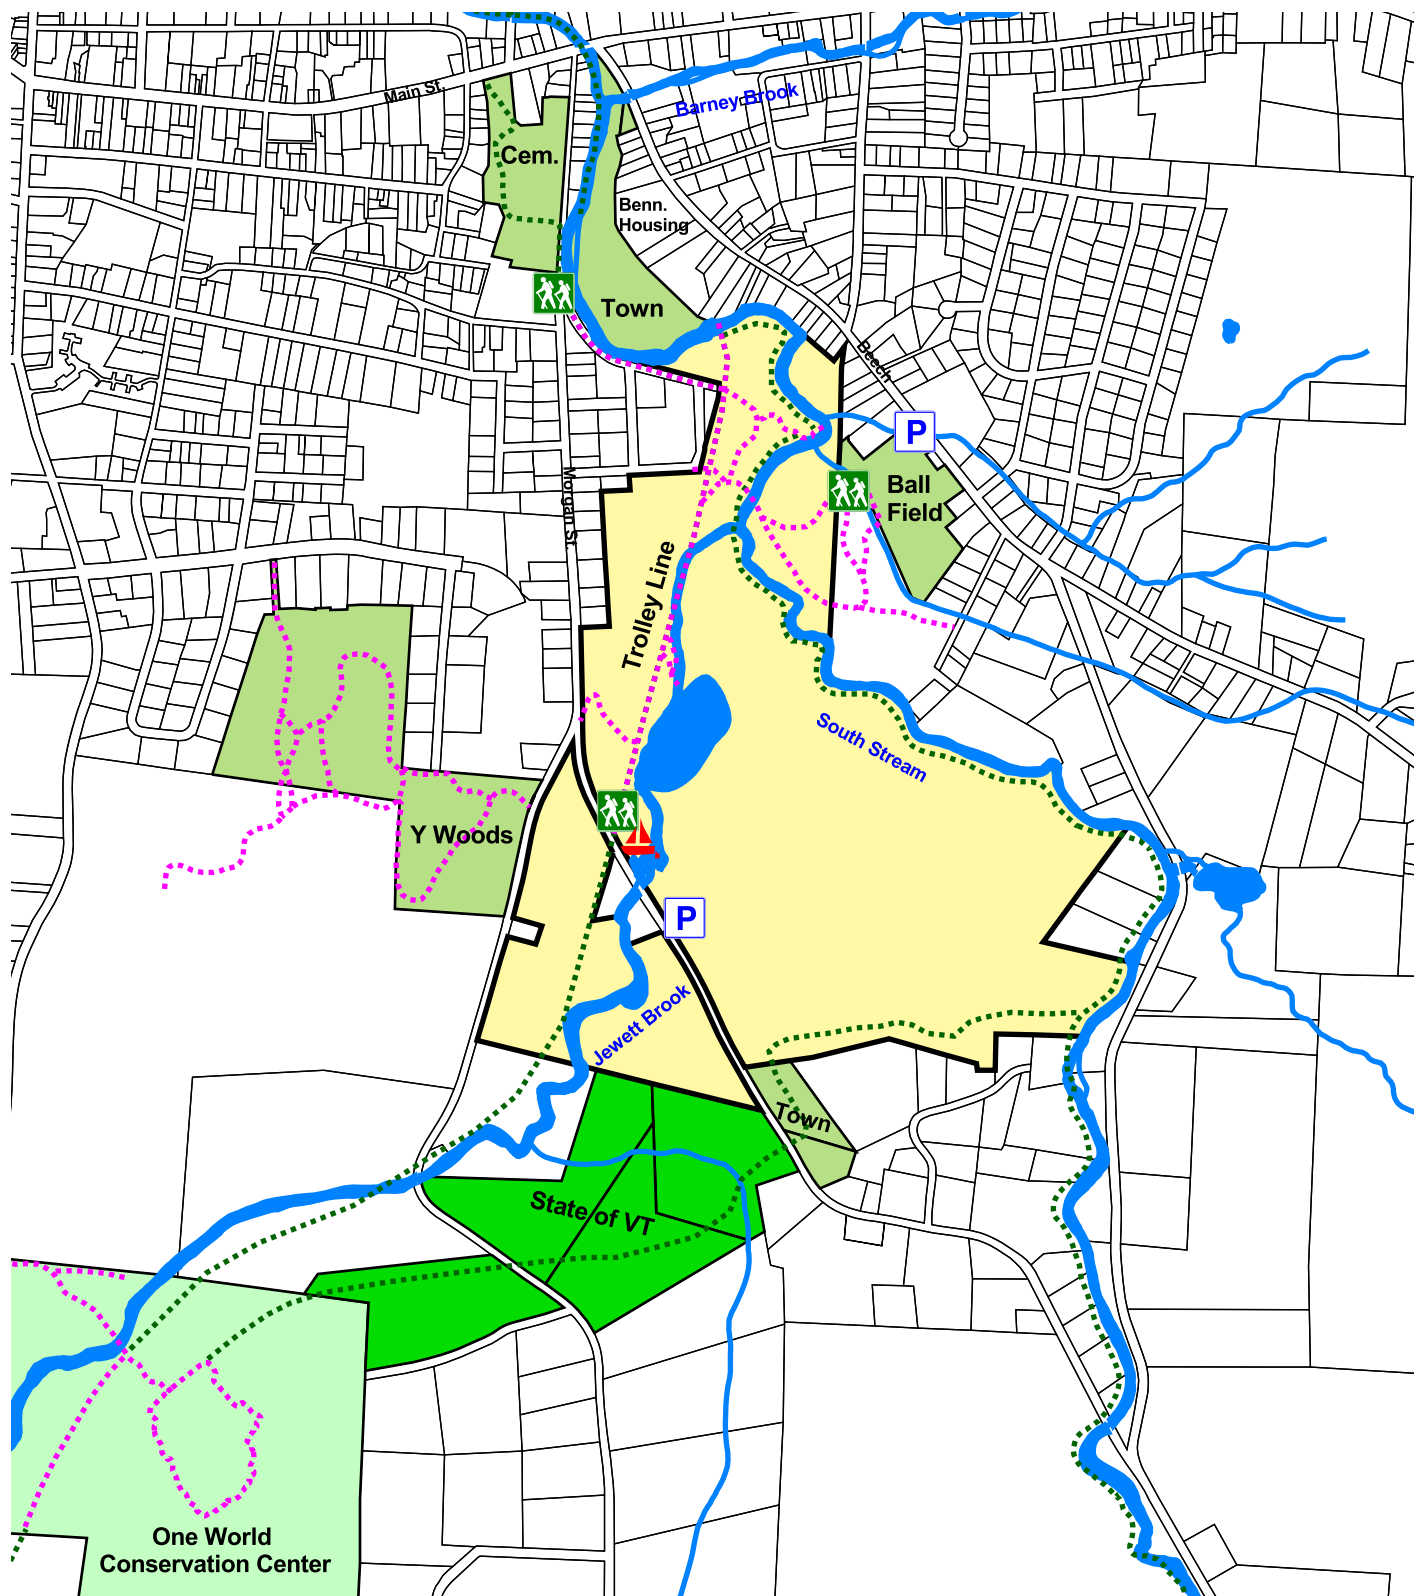 Main St.
Barney Brook
Cem.
Benn.
Housing
Town
Beech
P
Ball
Field
Morgan St.
Trolley Line
South Stream
Y Woods
P
Jewett Brook
Town
State of VT
One World
Conservation Center